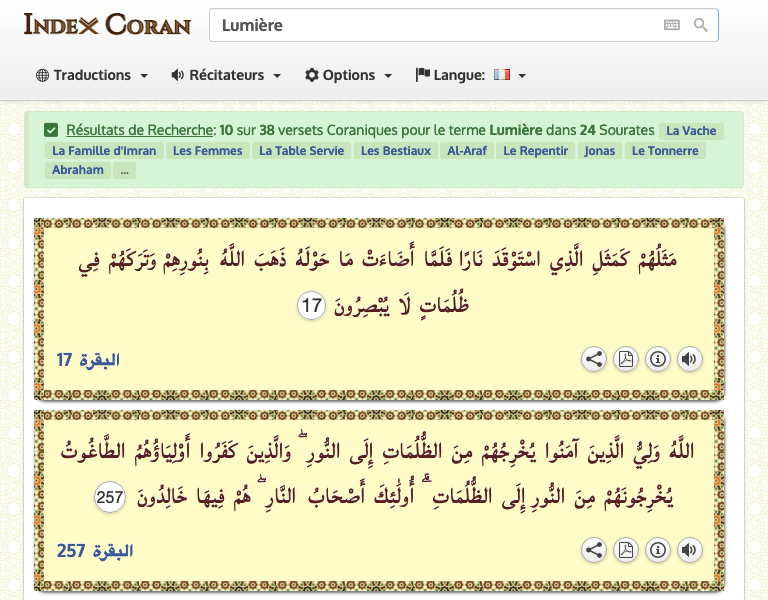 Index Coran
Lumière
Traductions Récitateurs Options Langue:
Résultats de Recherche: 10 sur 38 versets Coraniques pour le terme Lumière dans 24 Sourates La Vache
La Famille d'Imran Les Femmes La Table Servie Les Bestiaux Al-Araf Le Repentir Jonas Le Tonnerre
Abraham ...
مَثَلُهُمْ كَمَثَلِ الَّذِي اسْتَوْقَدَ نَارًا فَلَمَّا أَضَاءَتْ مَا حَوْلَهُ ذَهَبَ اللَّهُ بِنُورِهِمْ وَتَرَكَهُمْ فِي
ظُلُمَاتٍ لَا يُبْصِرُونَ 17
البقرة 17
اللَّهُ وَلِيُّ الَّذِينَ آمَنُوا يُخْرِجُهُمْ مِنَ الظُّلُمَاتِ إِلَى النُّورِ ۖ وَالَّذِينَ كَفَرُوا أَوْلِيَاؤُهُمُ الطَّاغُوتُ
يُخْرِجُونَهُمْ مِنَ النُّورِ إِلَى الظُّلُمَاتِ ۗ أُولَٰئِكَ أَصْحَابُ النَّارِ ۖ هُمْ فِيهَا خَالِدُونَ 257
البقرة 257